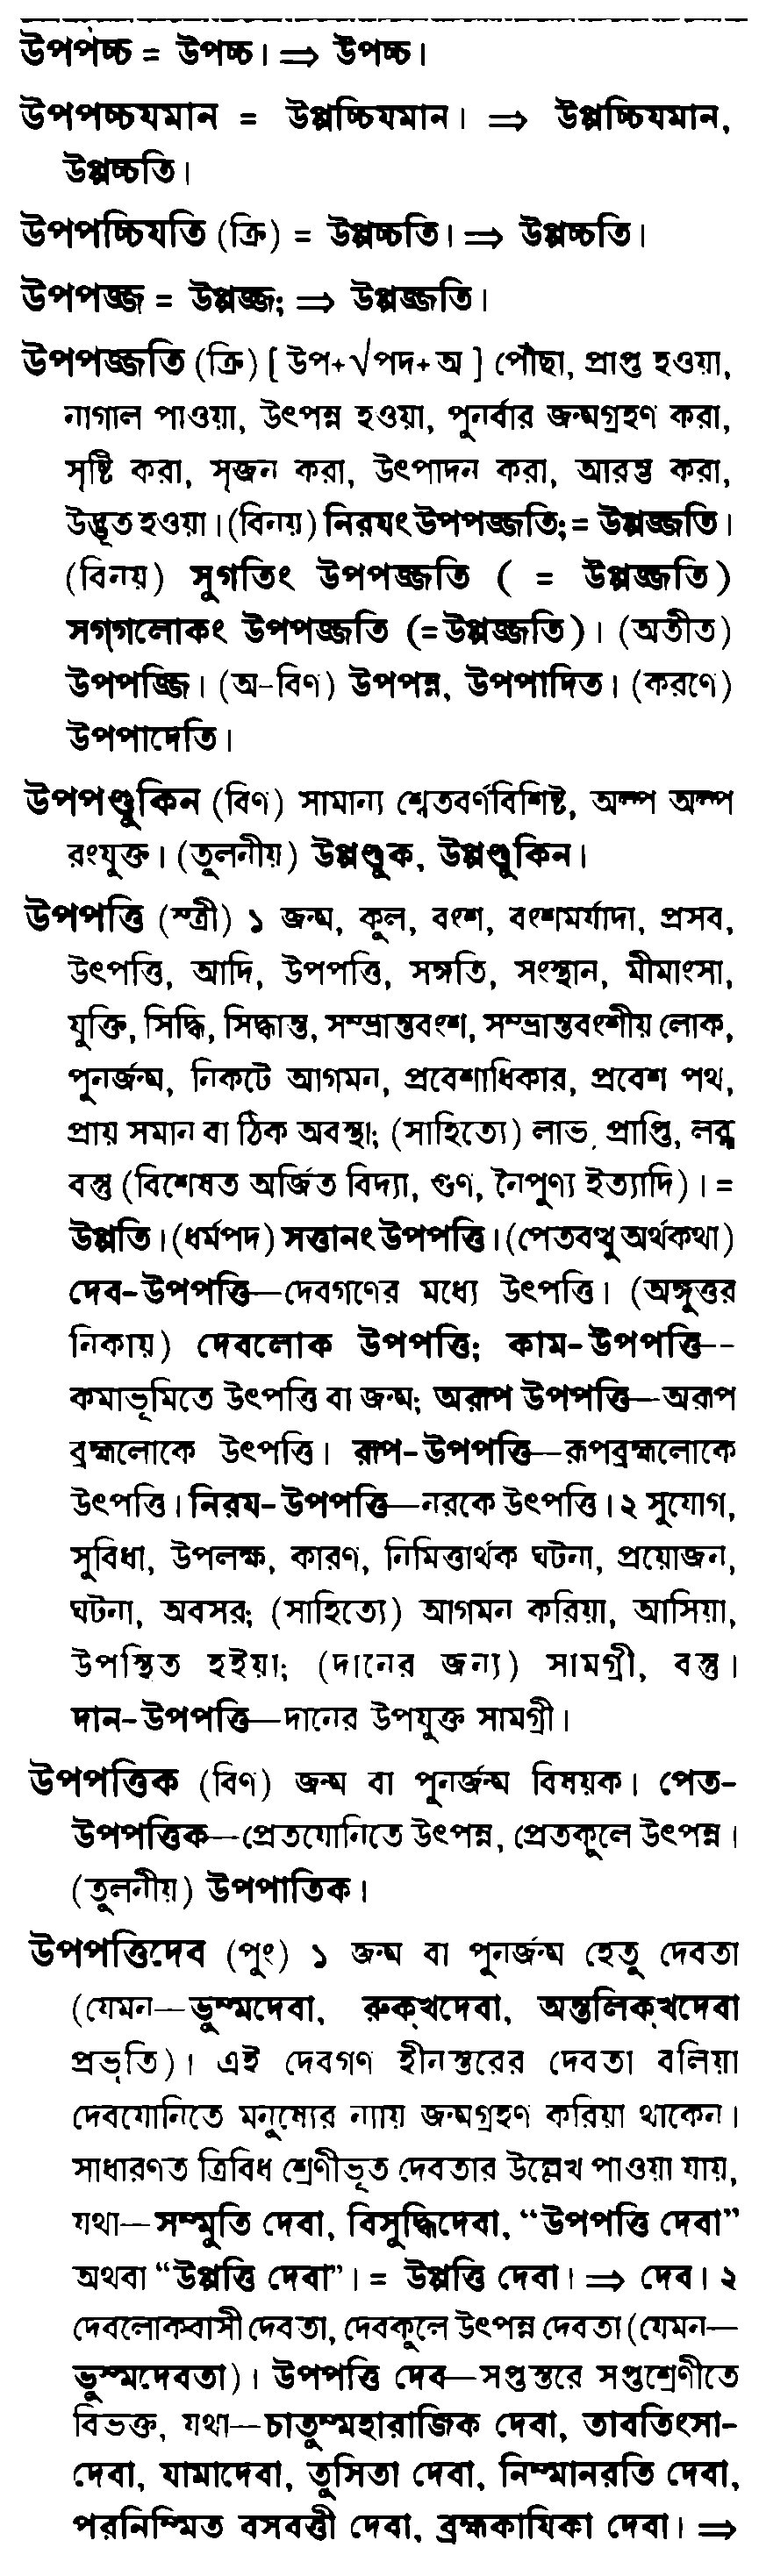 উপপচ্চ = উপচ্চ। ⇒ উপচ্চ।
উপপচ্চযমান = উপ্পচ্চিযমান। ⇒ উপ্পচ্চিযমান,
উপ্পচ্চতি।
উপপচ্চিযতি (ক্রি) = উপ্পচ্চতি। ⇒ উপ্পচ্চতি।
উপপজ্জ = উপ্পজ্জ; ⇒ উপ্পজ্জতি।
উপপজ্জতি (ক্রি) [ উপ+√পদ+অ ] পৌঁছা, প্রাপ্ত হওয়া,
নাগাল পাওয়া, উৎপন্ন হওয়া, পুনর্বার জন্মগ্রহণ করা,
সৃষ্টি করা, সৃজন করা, উৎপাদন করা, আরম্ভ করা,
উদ্ভূত হওয়া। (বিনয়) নিরযং উপপজ্জতি; = উপ্পজ্জতি।
(বিনয়) সুগতিং উপপজ্জতি ( = উপ্পজ্জতি)
সগ্গলোকং উপপজ্জতি (=উপ্পজ্জতি)। (অতীত)
উপপজ্জি। (অ-বিণ) উপপন্ন, উপপাদিত। (করণে)
উপপাদেতি।
উপপণ্ডুকিন (বিণ) সামান্য শ্বেতবর্ণবিশিষ্ট, অল্প অল্প
রংযুক্ত। (তুলনীয়) উপ্পণ্ডুক, উপ্পণ্ডুকিন।
উপপত্তি (স্ত্রী) ১ জন্ম, কুল, বংশ, বংশমর্যাদা, প্রসব,
উৎপত্তি, আদি, উপপত্তি, সঙ্গতি, সংস্থান, মীমাংসা,
যুক্তি, সিদ্ধি, সিদ্ধান্ত, সম্ভ্রান্তবংশ, সম্ভ্রান্তবংশীয় লোক,
পুনর্জন্ম, নিকটে আগমন, প্রবেশাধিকার, প্রবেশ পথ,
প্রায় সমান বা ঠিক অবস্থা; (সাহিত্যে) লাভ, প্রাপ্তি, লব্ধ
বস্তু (বিশেষত অর্জিত বিদ্যা, গুণ, নৈপুণ্য ইত্যাদি)। =
উপ্পতি। (ধর্মপদ) সত্তানং উপপত্তি। (পেতবত্থু অর্থকথা)
দেব-উপপত্তি—দেবগণের মধ্যে উৎপত্তি। (অঙ্গুত্তর
নিকায়) দেবলোক উপপত্তি; কাম-উপপত্তি--
কমাভূমিতে উৎপত্তি বা জন্ম; অরূপ উপপত্তি—অরূপ
ব্রহ্মলোকে উৎপত্তি। রূপ-উপপত্তি—রূপব্রহ্মলোকে
উৎপত্তি। নিরয-উপপত্তি—নরকে উৎপত্তি। ২ সুযোগ,
সুবিধা, উপলক্ষ, কারণ, নিমিত্তার্থক ঘটনা, প্রয়োজন,
ঘটনা, অবসর; (সাহিত্যে) আগমন করিয়া, আসিয়া,
উপস্থিত হইয়া; (দানের জন্য) সামগ্রী, বস্তু।
দান-উপপত্তি—দানের উপযুক্ত সামগ্রী।
উপপত্তিক (বিণ) জন্ম বা পুনর্জন্ম বিষয়ক। পেত-
উপপত্তিক—প্রেতযোনিতে উৎপন্ন, প্রেতকূলে উৎপন্ন।
(তুলনীয়) উপপাতিক।
উপপত্তিদেব (পুং) ১ জন্ম বা পুনর্জন্ম হেতু দেবতা
(যেমন—ভুম্মদেবা, রুক্খদেবা, অন্তলিক্খদেবা
প্রভৃতি)। এই দেবগণ হীনস্তরের দেবতা বলিয়া
দেবযোনিতে মনুষ্যের ন্যায় জন্মগ্রহণ করিয়া থাকেন।
সাধারণত ত্রিবিধ শ্রেণীভূত দেবতার উল্লেখ পাওয়া যায়,
যথা—সম্মুতি দেবা, বিসুদ্ধিদেবা, “উপপত্তি দেবা”
অথবা “উপ্পত্তি দেবা”। = উপ্পত্তি দেবা। ⇒ দেব। ২
দেবলোকবাসী দেবতা, দেবকূলে উৎপন্ন দেবতা (যেমন—
ভুম্মদেবতা)। উপপত্তি দেব—সপ্তস্তরে সপ্তশ্রেণীতে
বিভক্ত, যথা—চাতুম্মহারাজিক দেবা, তাবতিংসা-
দেবা, যামাদেবা, তুসিতা দেবা, নিম্মানরতি দেবা,
পরনিম্মিত বসবত্তী দেবা, ব্রহ্মকাযিকা দেবা। ⇒